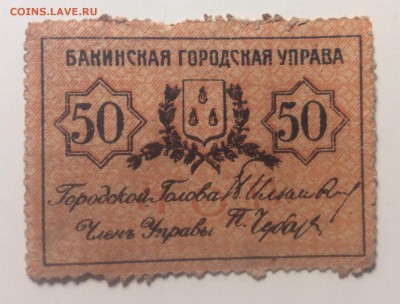 COINS.LAVE.RU
БАКИНСКАЯ ГОРОДСКАЯ УПРАВА
50 50
Городской Голова
Членъ Управы П.